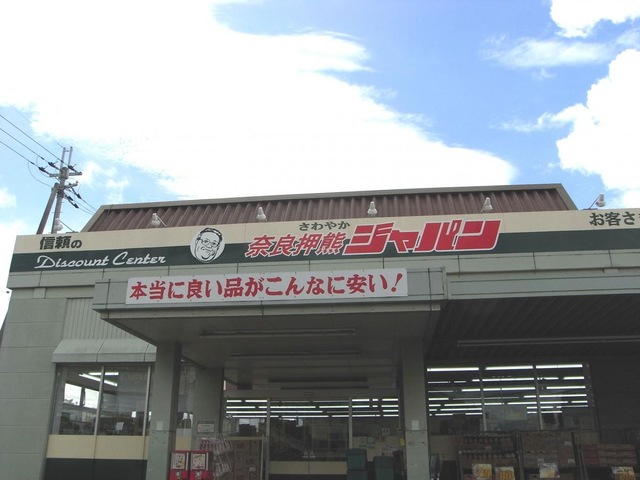 信頼の
Discount Center
さわやか
奈良押熊 ジャパン
お客さ
本当に良い品がこんなに安い!